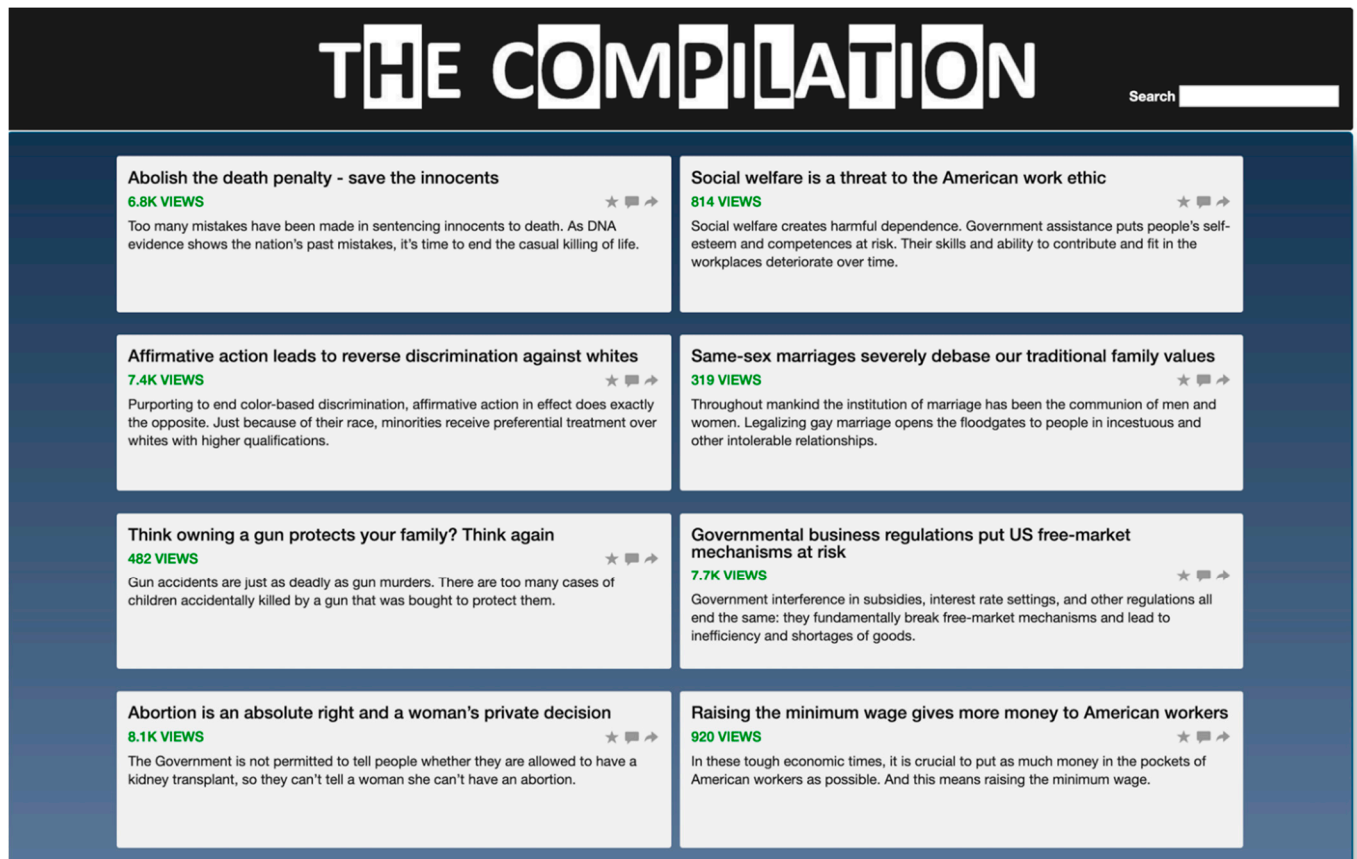 THE COMPILATION
Search
Abolish the death penalty - save the innocents
6.8K VIEWS
Too many mistakes have been made in sentencing innocents to death. As DNA
evidence shows the nation's past mistakes, it's time to end the casual killing of life.
Social welfare is a threat to the American work ethic
814 VIEWS
Social welfare creates harmful dependence. Government assistance puts people's self-
esteem and competences at risk. Their skills and ability to contribute and fit in the
workplaces deteriorate over time.
Affirmative action leads to reverse discrimination against whites
7.4K VIEWS
Purporting to end color-based discrimination, affirmative action in effect does exactly
the opposite. Just because of their race, minorities receive preferential treatment over
whites with higher qualifications.
Same-sex marriages severely debase our traditional family values
319 VIEWS
Throughout mankind the institution of marriage has been the communion of men and
women. Legalizing gay marriage opens the floodgates to people in incestuous and
other intolerable relationships.
Think owning a gun protects your family? Think again
482 VIEWS
Gun accidents are just as deadly as gun murders. There are too many cases of
children accidentally killed by a gun that was bought to protect them.
Governmental business regulations put US free-market
mechanisms at risk
7.7K VIEWS
Government interference in subsidies, interest rate settings, and other regulations all
end the same: they fundamentally break free-market mechanisms and lead to
inefficiency and shortages of goods.
Abortion is an absolute right and a woman's private decision
8.1K VIEWS
The Government is not permitted to tell people whether they are allowed to have a
kidney transplant, so they can't tell a woman she can't have an abortion.
Raising the minimum wage gives more money to American workers
920 VIEWS
In these tough economic times, it is crucial to put as much money in the pockets of
American workers as possible. And this means raising the minimum wage.